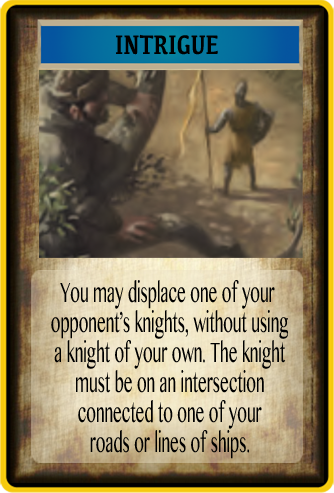 INTRIGUE
You may displace one of your
opponent's knights, without using
a knight of your own. The knight
must be on an intersection
connected to one of your
roads or lines of ships.